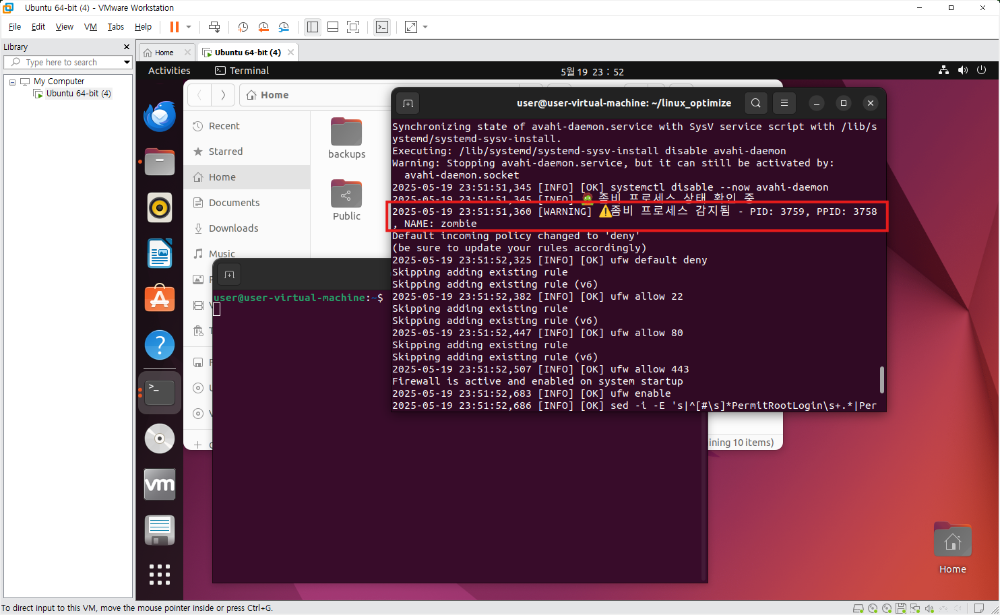 Ubuntu 64-bit (4) - VMware Workstation
File Edit View VM Tabs Help
Library
Type here to search
My Computer
Ubuntu 64-bit (4)
Home
Ubuntu 64-bit (4)
Activities
Terminal
5월 19 23 : 52
Home
Recent
Starred
Home
Documents
Downloads
Music
backups
Public
user@user-virtual-machine: ~/linux_optimize
Synchronizing state of avahi-daemon.service with SysV service script with /lib/s
ystemd/systemd-sysv-install.
Executing: /lib/systemd/systemd-sysv-install disable avahi-daemon
Warning: Stopping avahi-daemon.service, but it can still be activated by:
avahi-daemon.socket
2025-05-19 23:51:51,345 [INFO] [OK] systemctl disable --now avahi-daemon
2025-05-19 23:51:51,345 [INFO] 🧟 좀비 프로세스 상태 확인 중
2025-05-19 23:51:51,360 [WARNING] ⚠️좀비 프로세스 감지됨 - PID: 3759, PPID: 3758
, NAME: zombie
Default incoming policy changed to 'deny'
(be sure to update your rules accordingly)
2025-05-19 23:51:52,325 [INFO] [OK] ufw default deny
Skipping adding existing rule
Skipping adding existing rule (v6)
2025-05-19 23:51:52,382 [INFO] [OK] ufw allow 22
Skipping adding existing rule
Skipping adding existing rule (v6)
2025-05-19 23:51:52,447 [INFO] [OK] ufw allow 80
Skipping adding existing rule
Skipping adding existing rule (v6)
2025-05-19 23:51:52,507 [INFO] [OK] ufw allow 443
Firewall is active and enabled on system startup
2025-05-19 23:51:52,683 [INFO] [OK] ufw enable
2025-05-19 23:51:52,686 [INFO] [OK] sed -i -E 's|^[#\s]*PermitRootLogin\s+.*|Per
user@user-virtual-machine:~$
ining 10 items)
vm
Home
To direct input to this VM, move the mouse pointer inside or press Ctrl+G.